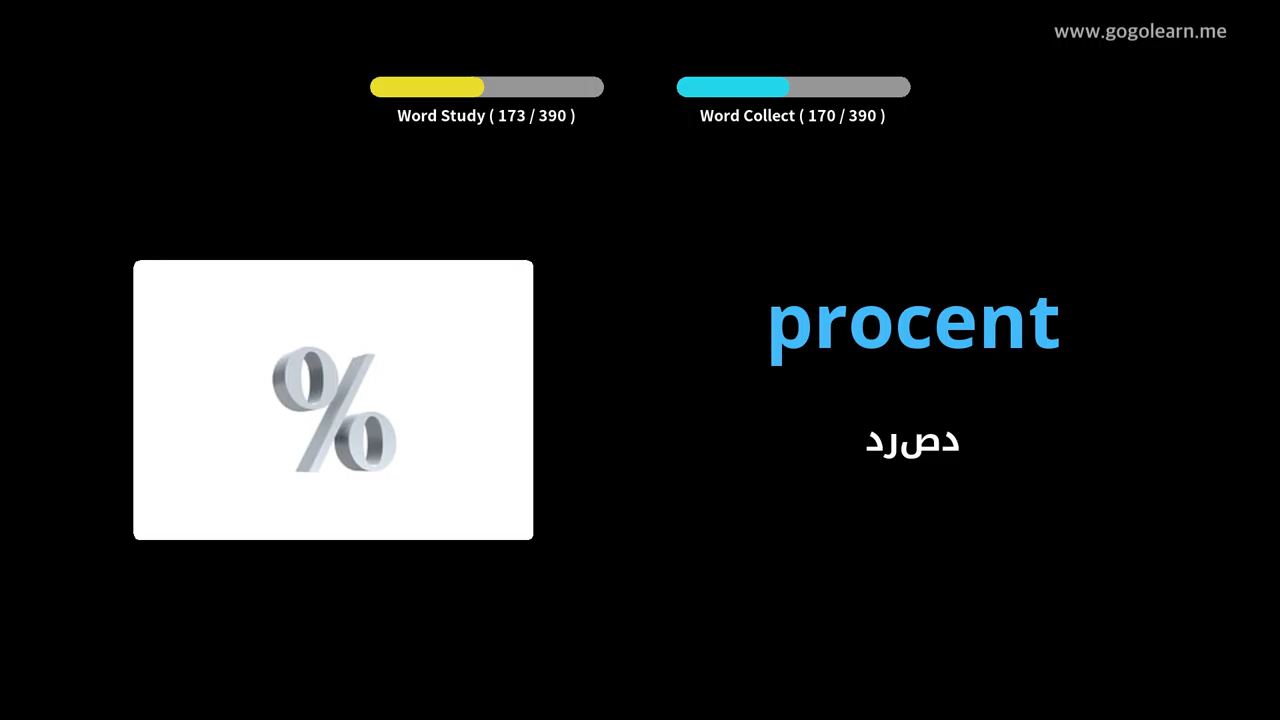 www.gogolearn.me
Word Study ( 173 / 390 )
Word Collect ( 170 / 390 )
%
procent
درصد